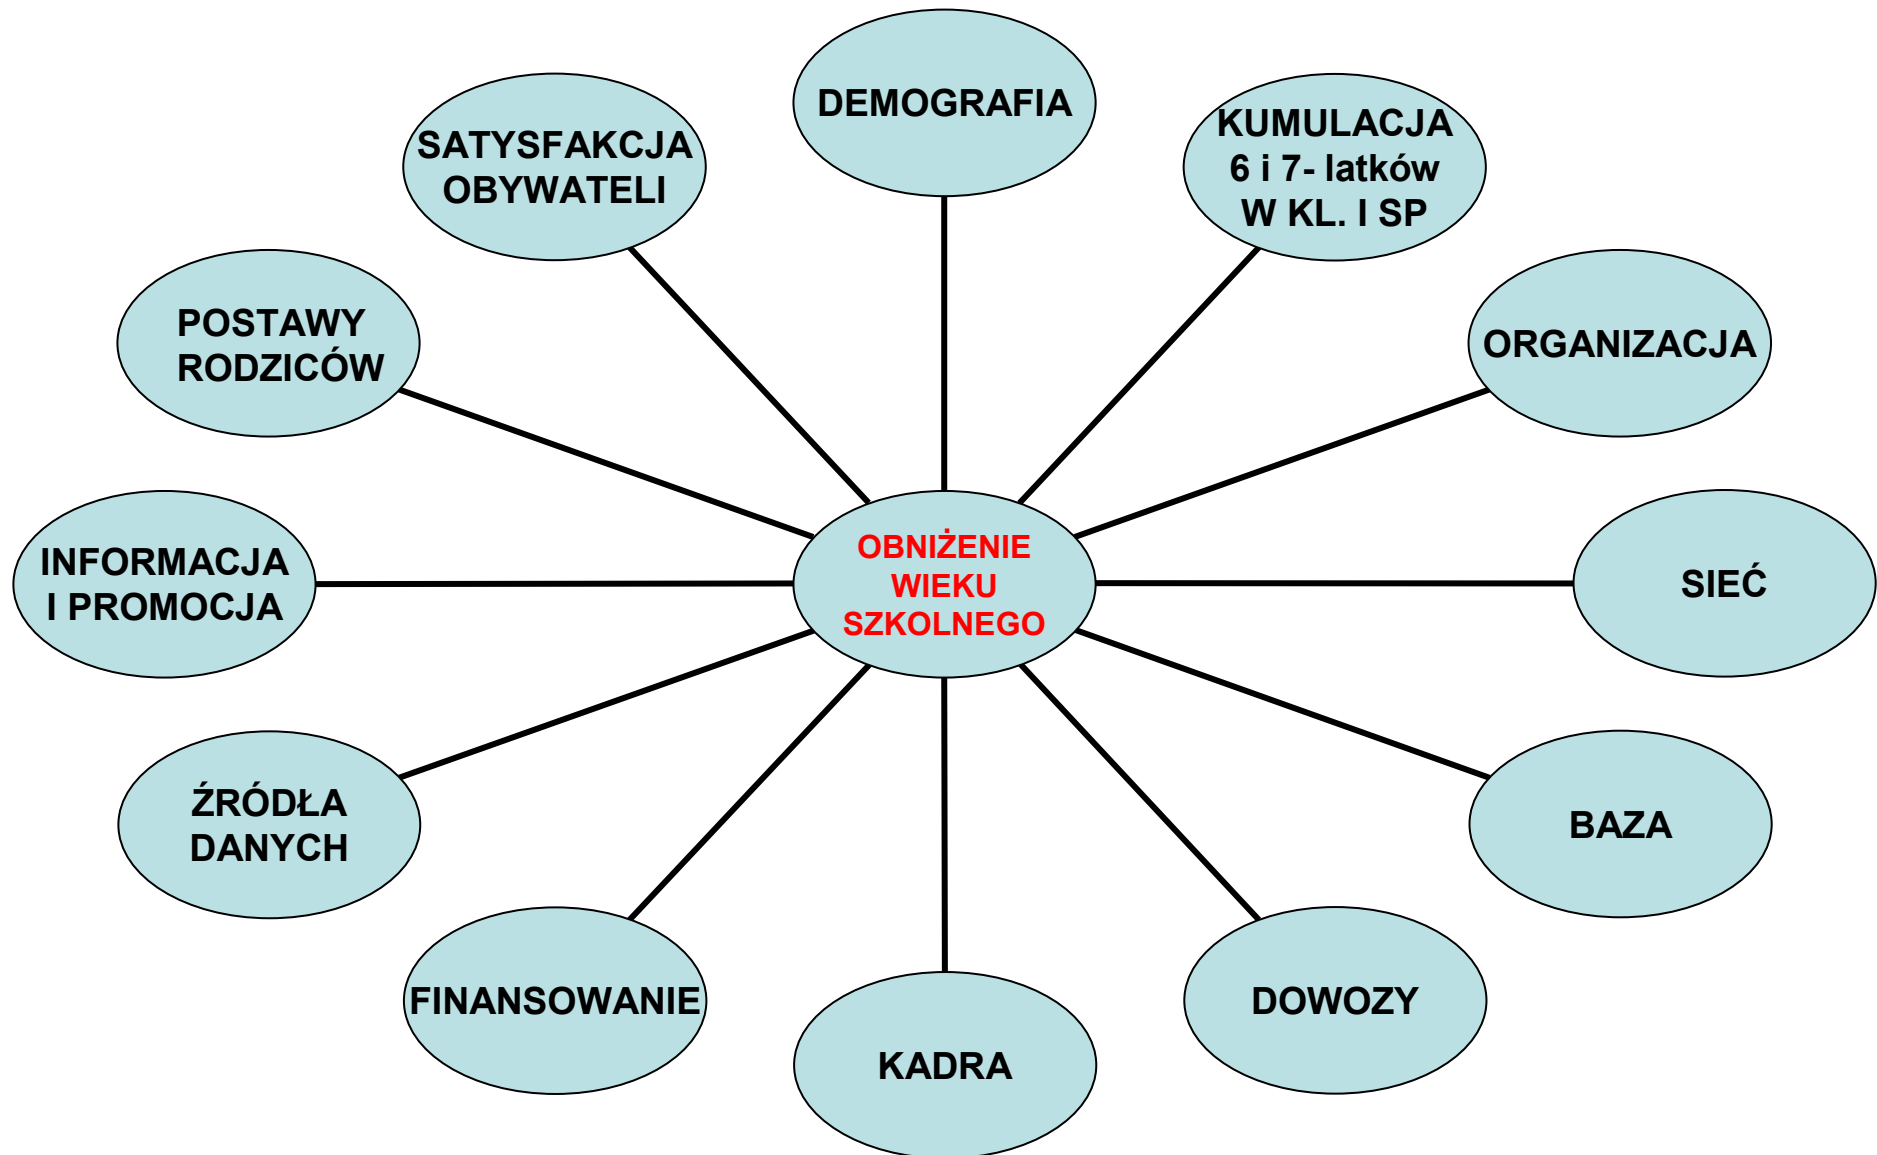 DEMOGRAFIA
KUMULACJA
6 i 7- latków
W KL. I SP
ORGANIZACJA
SIEĆ
BAZA
DOWOZY
KADRA
FINANSOWANIE
ŹRÓDŁA
DANYCH
INFORMACJA
I PROMOCJA
POSTAWY
RODZICÓW
SATYSFAKCJA
OBYWATELI
OBNIŻENIE
WIEKU
SZKOLNEGO